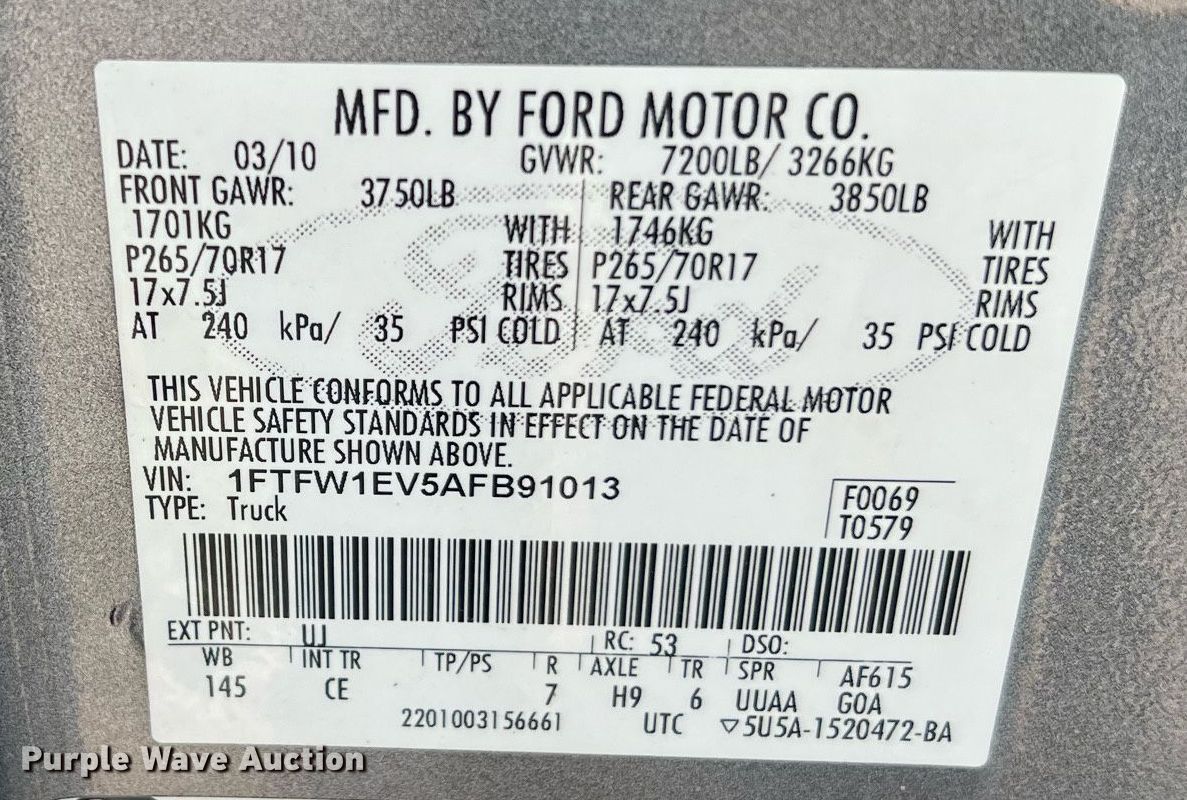 MFD. BY FORD MOTOR CO.
DATE: 03/10 GVWR: 7200LB/ 3266KG
FRONT GAWR: 3750LB REAR GAWR: 3850LB
1701KG WITH 1746KG WITH
P265/70R17 TIRES P265/70R17 TIRES
17x7.5J RIMS 17x7.5J RIMS
AT 240 kPa/ 35 PSI COLD AT 240 kPa/ 35 PSI COLD
Ford
THIS VEHICLE CONFORMS TO ALL APPLICABLE FEDERAL MOTOR
VEHICLE SAFETY STANDARDS IN EFFECT ON THE DATE OF
MANUFACTURE SHOWN ABOVE.
VIN: 1FTFW1EV5AFB91013
TYPE: Truck
F0069
T0579
EXT PNT: UJ RC: 53 DSO:
WB INT TR TP/PS R AXLE TR SPR AF615
145 CE 7 H9 6 UUAA GOA
2201003156661 UTC ▽5U5A-1520472-BA
Purple Wave Auction